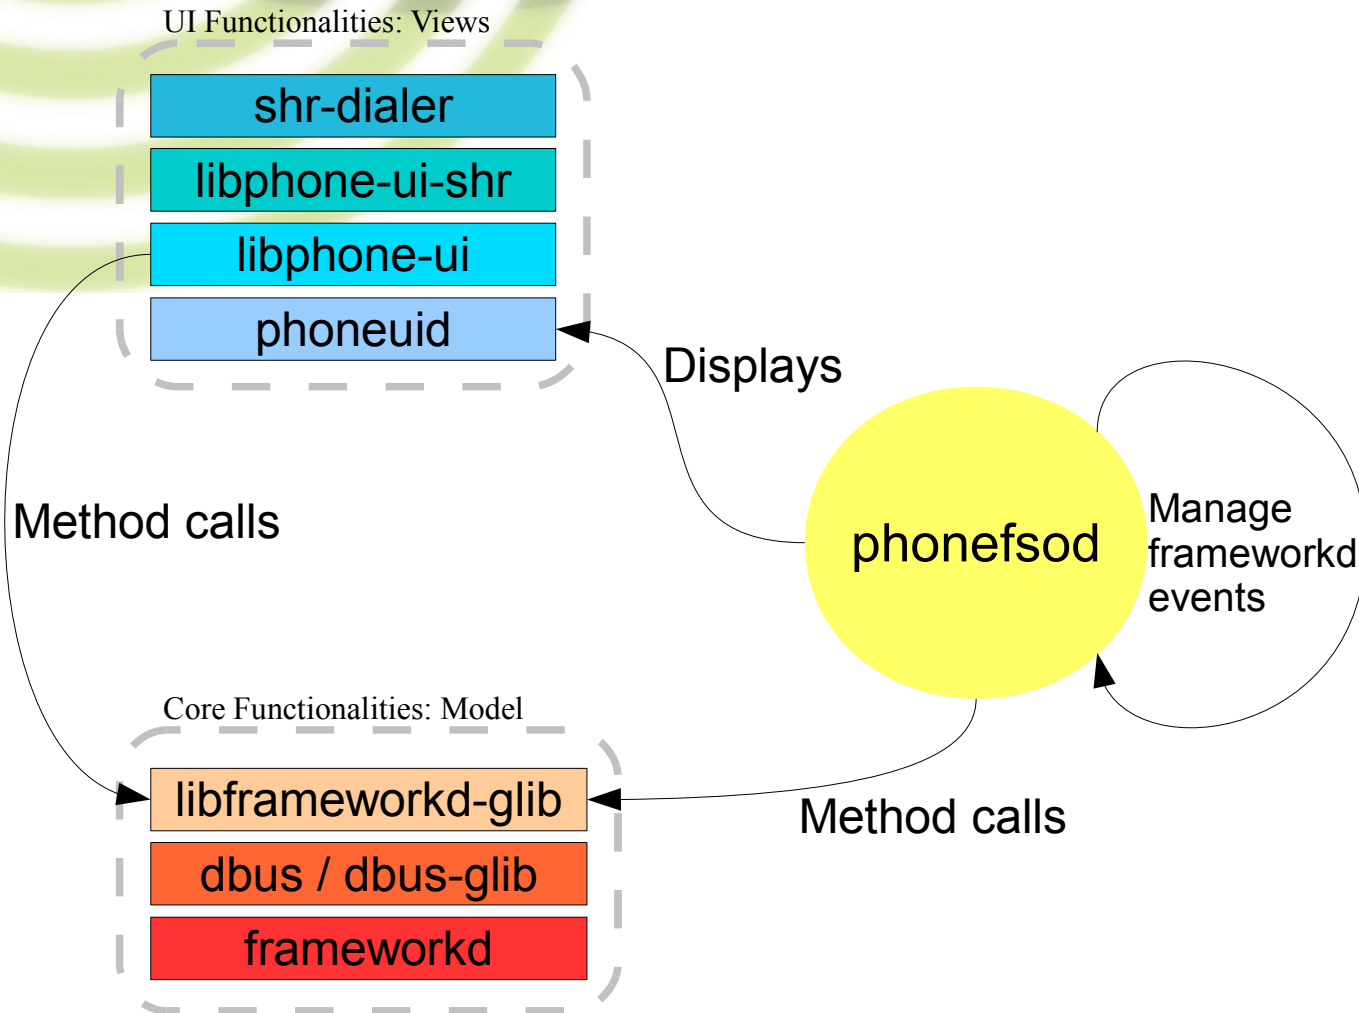 UI Functionalities: Views
shr-dialer
libphone-ui-shr
libphone-ui
phoneuid
Displays
Method calls
phonefsod
Manage
frameworkd
events
Core Functionalities: Model
libframeworkd-glib
Method calls
dbus / dbus-glib
frameworkd